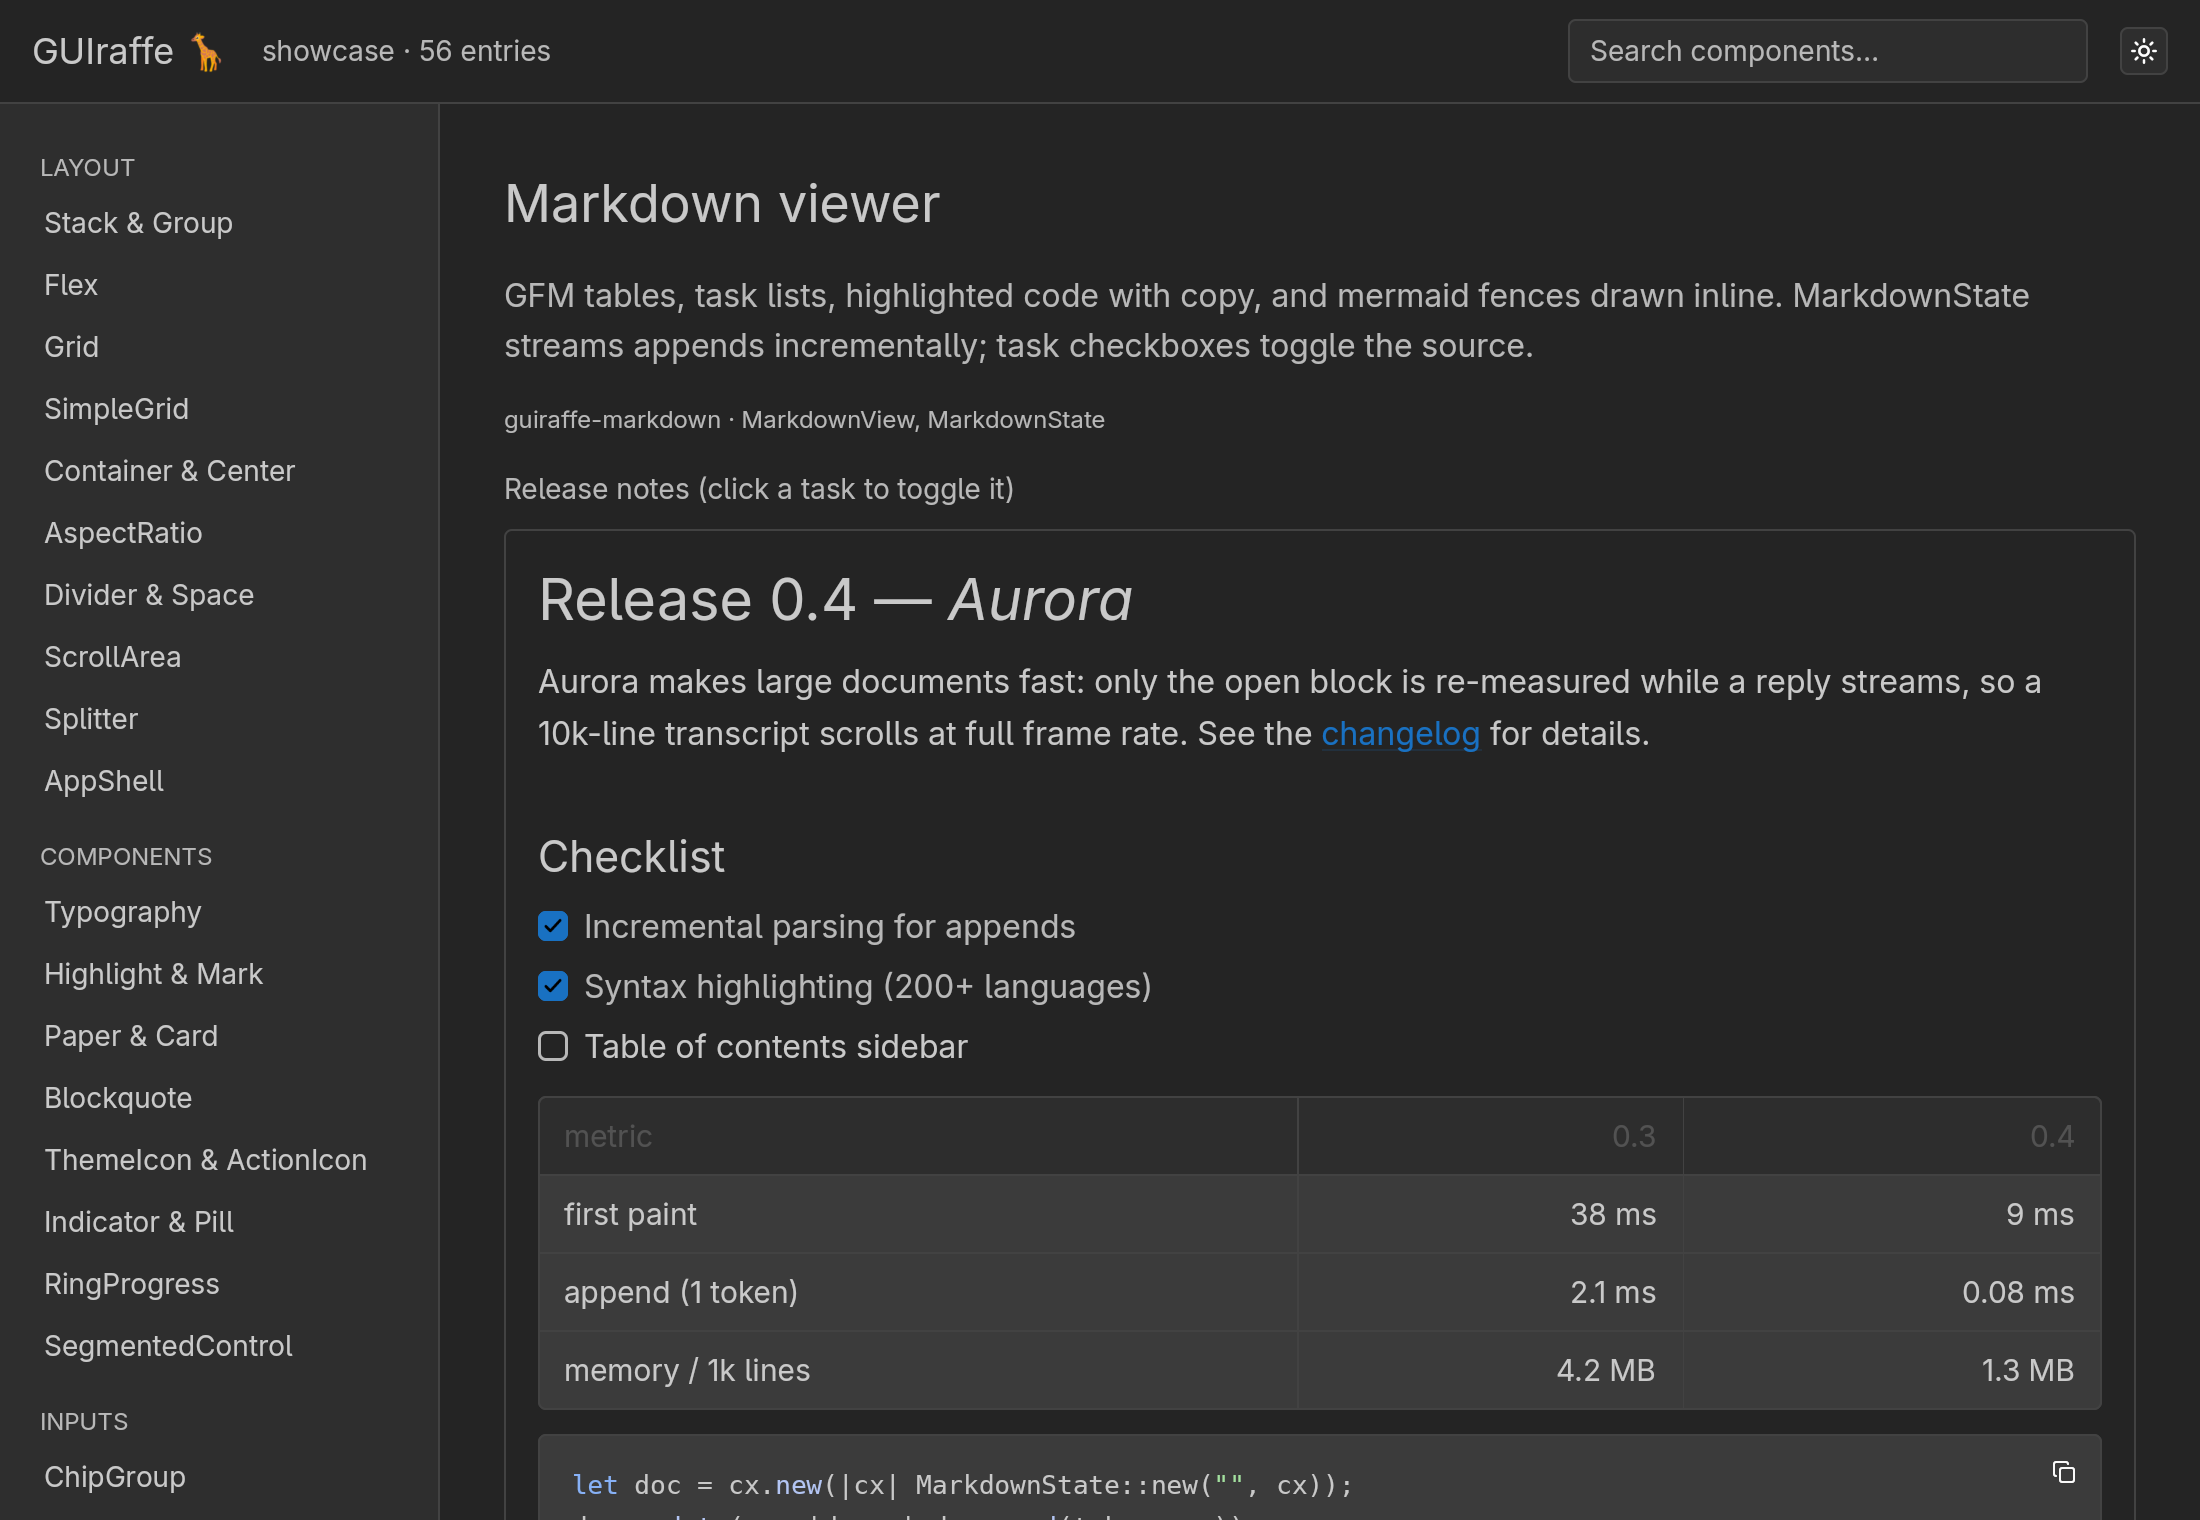 GUIraffe 🦒 showcase · 56 entries Search components...
LAYOUT
Stack & Group
Flex
Grid
SimpleGrid
Container & Center
AspectRatio
Divider & Space
ScrollArea
Splitter
AppShell
COMPONENTS
Typography
Highlight & Mark
Paper & Card
Blockquote
ThemeIcon & ActionIcon
Indicator & Pill
RingProgress
SegmentedControl
INPUTS
ChipGroup
Markdown viewer
GFM tables, task lists, highlighted code with copy, and mermaid fences drawn inline. MarkdownState
streams appends incrementally; task checkboxes toggle the source.
guiraffe-markdown · MarkdownView, MarkdownState
Release notes (click a task to toggle it)
Release 0.4 — Aurora
Aurora makes large documents fast: only the open block is re-measured while a reply streams, so a
10k-line transcript scrolls at full frame rate. See the changelog for details.
Checklist
Incremental parsing for appends
Syntax highlighting (200+ languages)
Table of contents sidebar
metric 0.3 0.4
first paint 38 ms 9 ms
append (1 token) 2.1 ms 0.08 ms
memory / 1k lines 4.2 MB 1.3 MB
let doc = cx.new(|cx| MarkdownState::new("", cx));